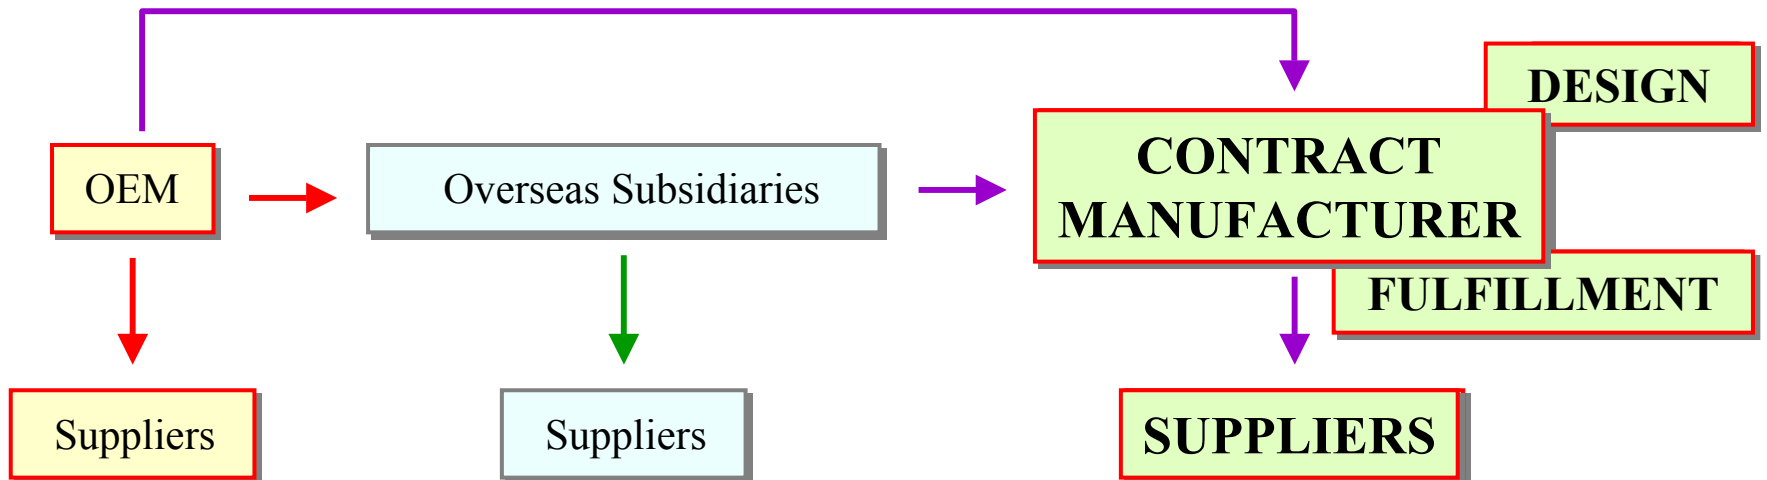 DESIGN
OEM
Overseas Subsidiaries
CONTRACT
MANUFACTURER
FULFILLMENT
Suppliers
Suppliers
SUPPLIERS